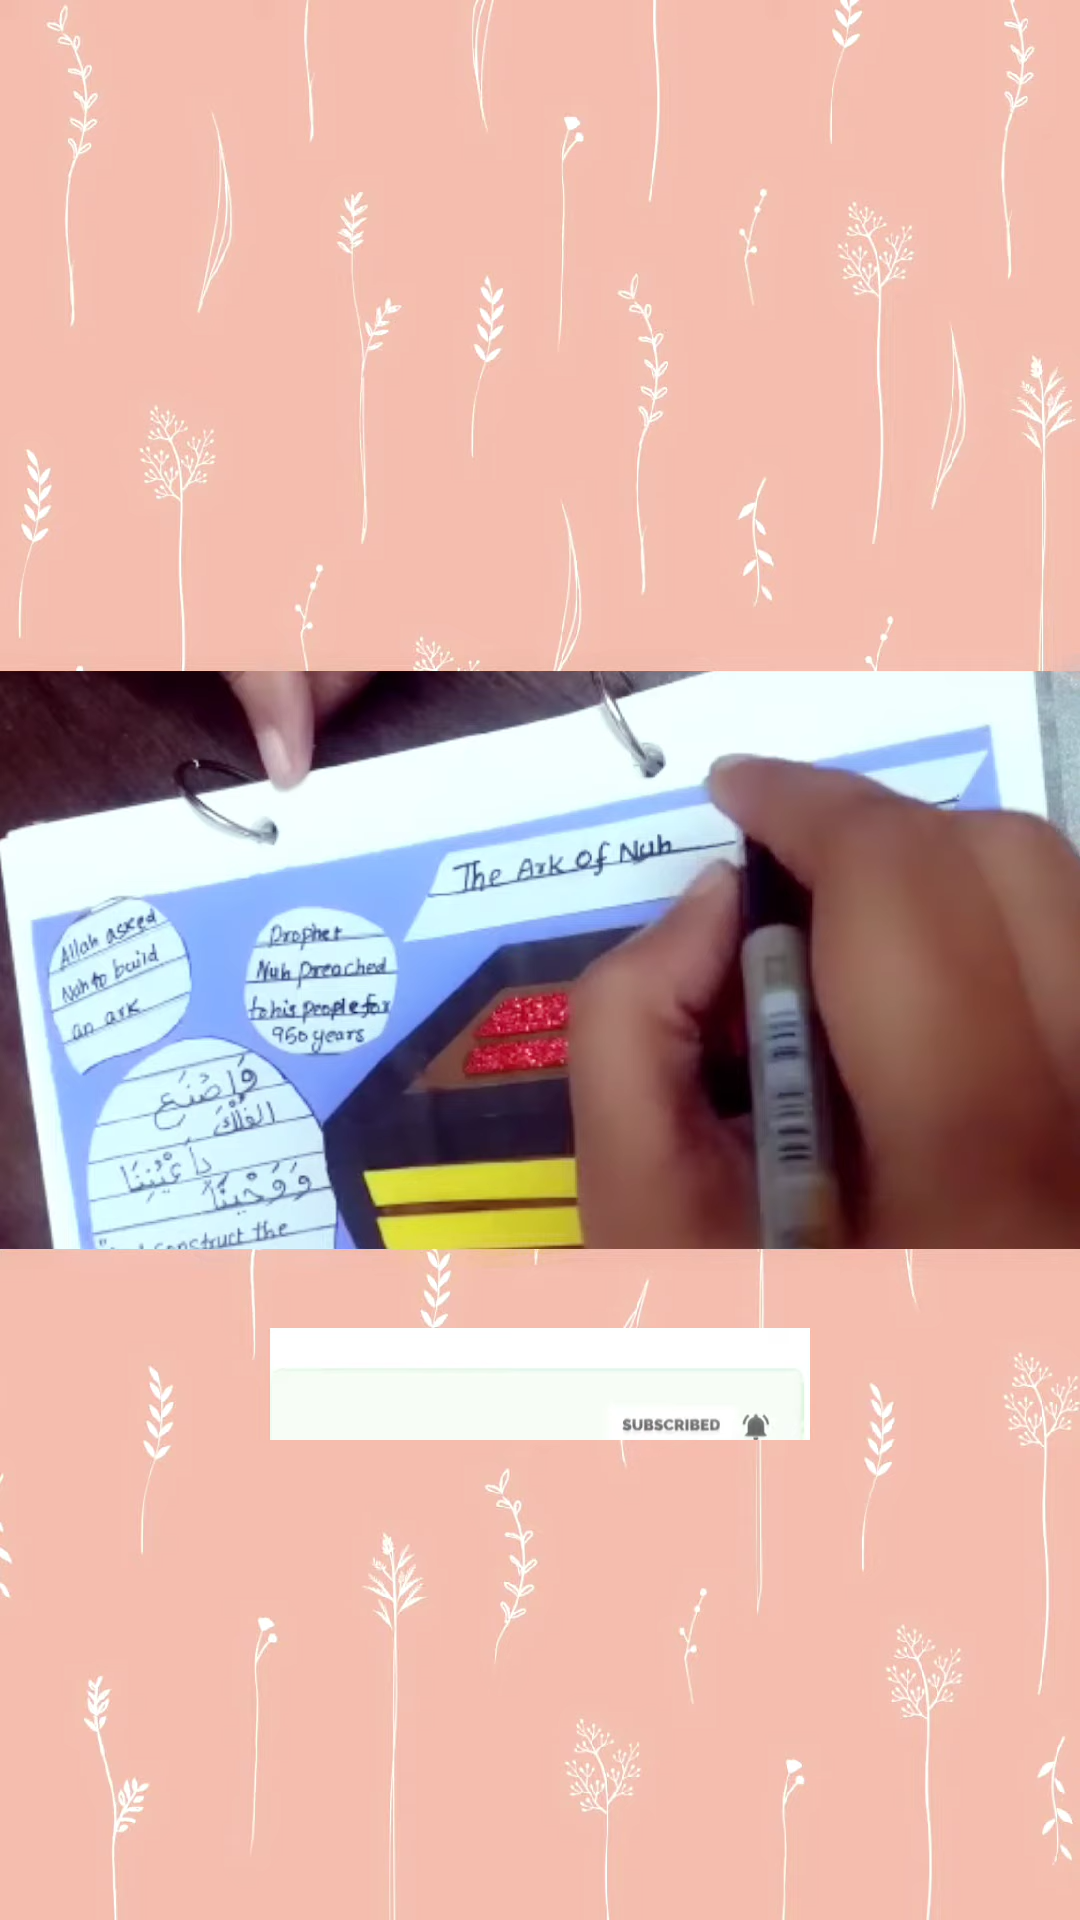 The Ark Of Nuh
Allah asked
Nuh to build
an ark
Prophet
Nuh preached
to his people for
950 years
وَاصْنَعِ
الفُلْكَ
بِأَعْيُنِنَا
وَوَحْيِنَا
construct the
SUBSCRIBED